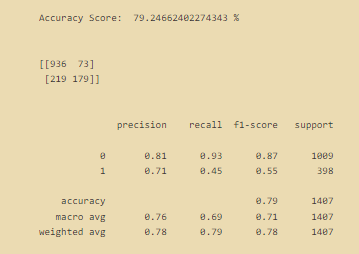 Accuracy Score:  79.24662402274343 %
[[936  73]
 [219 179]]
              precision    recall  f1-score   support
           0       0.81      0.93      0.87      1009
           1       0.71      0.45      0.55       398
    accuracy                           0.79      1407
   macro avg       0.76      0.69      0.71      1407
weighted avg       0.78      0.79      0.78      1407